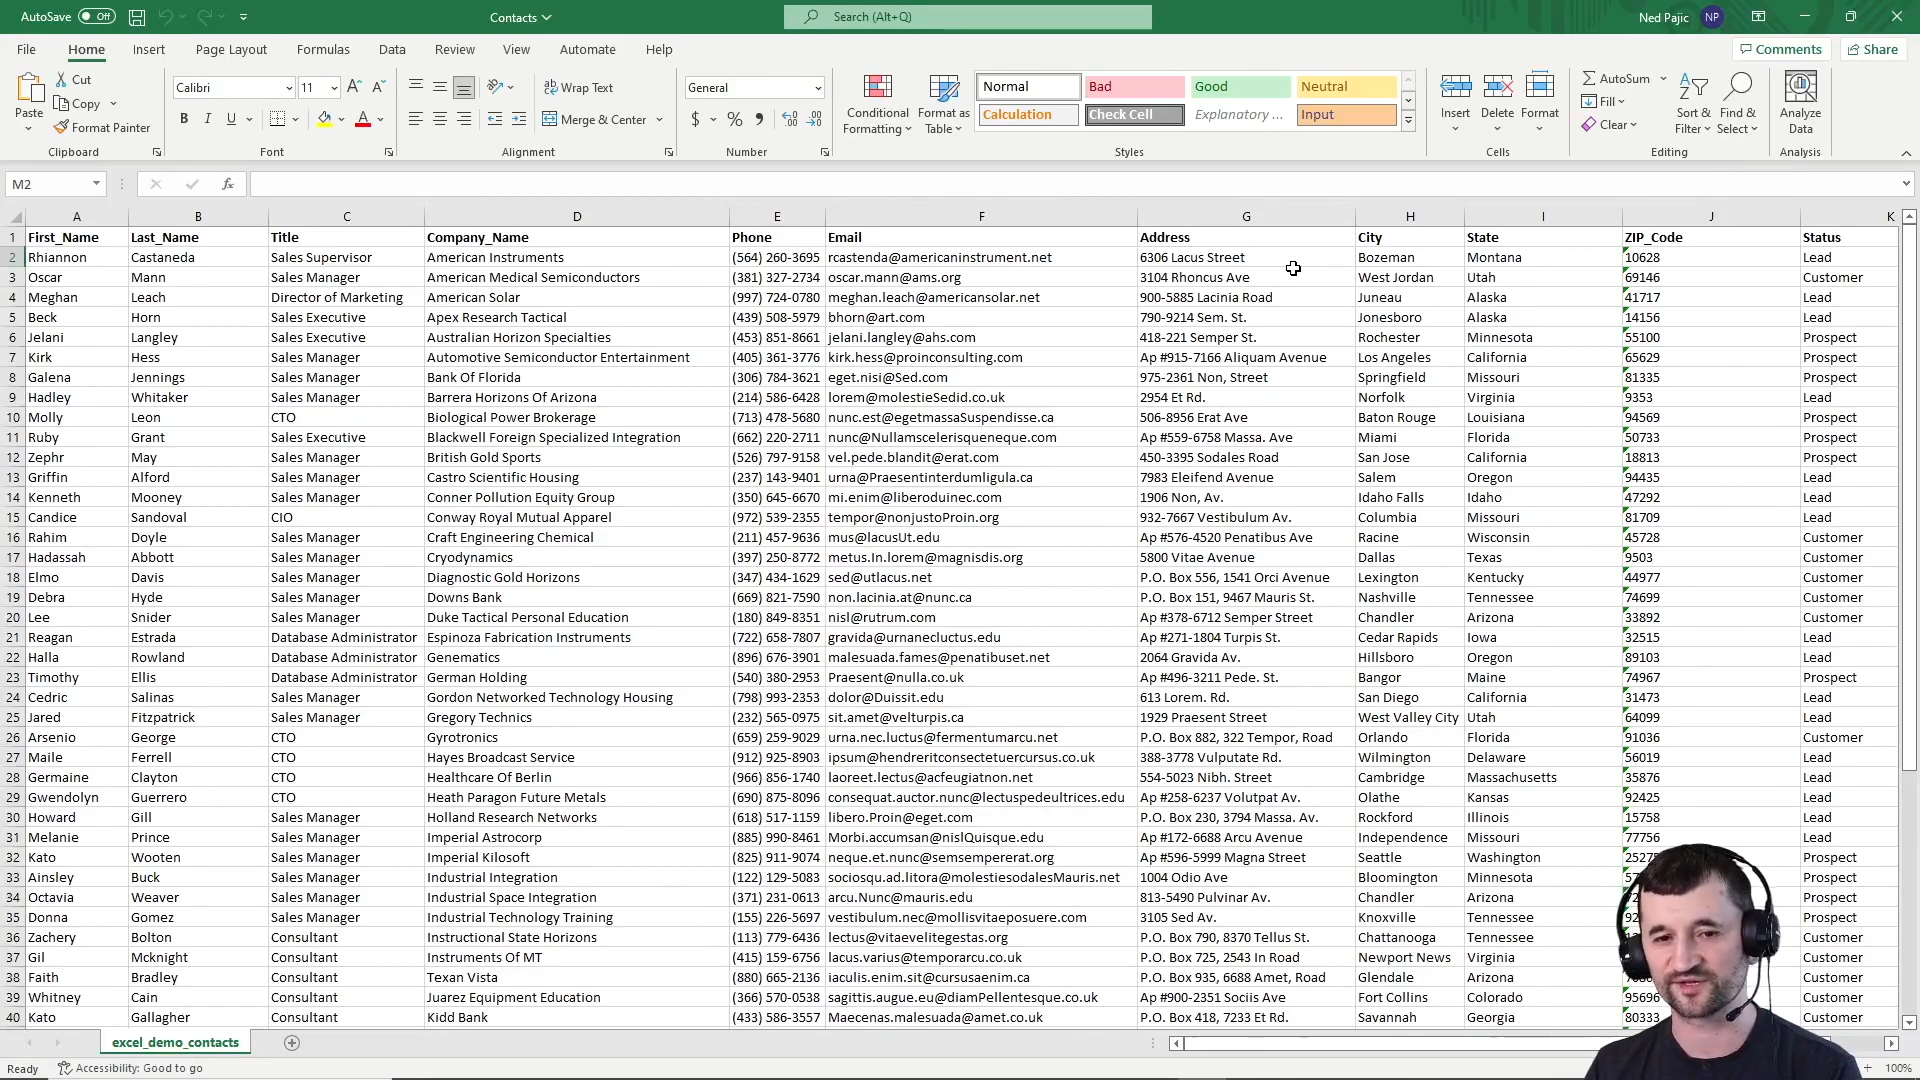 AutoSave Off Contacts Search (Alt+Q) Ned Pajic NP
File Home Insert Page Layout Formulas Data Review View Automate Help Comments Share
Paste Cut Copy Format Painter Clipboard
Calibri 11 B I U Font
Wrap Text Merge & Center Alignment
General $ % Number
Conditional Formatting Format as Table
Normal Bad Good Neutral
Calculation Check Cell Explanatory ... Input
Styles
Insert Delete Format Cells
AutoSum Fill Clear Sort & Filter Find & Select Editing
Analyze Data Analysis
M2 fx
A B C D E F G H I J K
1 First_Name Last_Name Title Company_Name Phone Email Address City State ZIP_Code Status
2 Rhiannon Castaneda Sales Supervisor American Instruments (564) 260-3695 rcastenda@americaninstrument.net 6306 Lacus Street Bozeman Montana 10628 Lead
3 Oscar Mann Sales Manager American Medical Semiconductors (381) 327-2734 oscar.mann@ams.org 3104 Rhoncus Ave West Jordan Utah 69146 Customer
4 Meghan Leach Director of Marketing American Solar (997) 724-0780 meghan.leach@americansolar.net 900-5885 Lacinia Road Juneau Alaska 41717 Lead
5 Beck Horn Sales Executive Apex Research Tactical (439) 508-5979 bhorn@art.com 790-9214 Sem. St. Jonesboro Alaska 14156 Lead
6 Jelani Langley Sales Executive Australian Horizon Specialties (453) 851-8661 jelani.langley@ahs.com 418-221 Semper St. Rochester Minnesota 55100 Prospect
7 Kirk Hess Sales Manager Automotive Semiconductor Entertainment (405) 361-3776 kirk.hess@proinconsulting.com Ap #915-7166 Aliquam Avenue Los Angeles California 65629 Prospect
8 Galena Jennings Sales Manager Bank Of Florida (306) 784-3621 eget.nisi@Sed.com 975-2361 Non, Street Springfield Missouri 81335 Prospect
9 Hadley Whitaker Sales Manager Barrera Horizons Of Arizona (214) 586-6428 lorem@molestieSedid.co.uk 2954 Et Rd. Norfolk Virginia 9353 Lead
10 Molly Leon CTO Biological Power Brokerage (713) 478-5680 nunc.est@egetmassaSuspendisse.ca 506-8956 Erat Ave Baton Rouge Louisiana 94569 Prospect
11 Ruby Grant Sales Executive Blackwell Foreign Specialized Integration (662) 220-2711 nunc@Nullamscelerisqueneque.com Ap #559-6758 Massa. Ave Miami Florida 50733 Prospect
12 Zephr May Sales Manager British Gold Sports (526) 797-9158 vel.pede.blandit@erat.com 450-3395 Sodales Road San Jose California 18813 Prospect
13 Griffin Alford Sales Manager Castro Scientific Housing (237) 143-9401 urna@Praesentinterdumligula.ca 7983 Eleifend Avenue Salem Oregon 94435 Lead
14 Kenneth Mooney Sales Manager Conner Pollution Equity Group (350) 645-6670 mi.enim@liberoduinec.com 1906 Non, Av. Idaho Falls Idaho 47292 Lead
15 Candice Sandoval CIO Conway Royal Mutual Apparel (972) 539-2355 tempor@nonjustoProin.org 932-7667 Vestibulum Av. Columbia Missouri 81709 Lead
16 Rahim Doyle Sales Manager Craft Engineering Chemical (211) 457-9636 mus@lacusUt.edu Ap #576-4520 Penatibus Ave Racine Wisconsin 45728 Customer
17 Hadassah Abbott Sales Manager Cryodynamics (397) 250-8772 metus.In.lorem@magnisdis.org 5800 Vitae Avenue Dallas Texas 9503 Customer
18 Elmo Davis Sales Manager Diagnostic Gold Horizons (347) 434-1629 sed@utlacus.net P.O. Box 556, 1541 Orci Avenue Lexington Kentucky 44977 Customer
19 Debra Hyde Sales Manager Downs Bank (669) 821-7590 non.lacinia.at@nunc.ca P.O. Box 151, 9467 Mauris St. Nashville Tennessee 74699 Customer
20 Lee Snider Sales Manager Duke Tactical Personal Education (180) 849-8351 nisl@rutrum.com Ap #378-6712 Semper Street Chandler Arizona 33892 Customer
21 Reagan Estrada Database Administrator Espinoza Fabrication Instruments (722) 658-7807 gravida@urnanecluctus.edu Ap #271-1804 Turpis St. Cedar Rapids Iowa 32515 Lead
22 Halla Rowland Database Administrator Genematics (896) 676-3901 malesuada.fames@penatibuset.net 2064 Gravida Av. Hillsboro Oregon 89103 Lead
23 Timothy Ellis Database Administrator German Holding (540) 380-2953 Praesent@nulla.co.uk Ap #496-3211 Pede. St. Bangor Maine 74967 Prospect
24 Cedric Salinas Sales Manager Gordon Networked Technology Housing (798) 993-2353 dolor@Duissit.edu 613 Lorem. Rd. San Diego California 31473 Lead
25 Jared Fitzpatrick Sales Manager Gregory Technics (232) 565-0975 sit.amet@velturpis.ca 1929 Praesent Street West Valley City Utah 64099 Lead
26 Arsenio George CTO Gyrotronics (659) 259-9029 urna.nec.luctus@fermentumarcu.net P.O. Box 882, 322 Tempor, Road Orlando Florida 91036 Customer
27 Maile Ferrell CTO Hayes Broadcast Service (912) 925-8903 ipsum@hendreritconsectetuercursus.co.uk 388-3778 Vulputate Rd. Wilmington Delaware 56019 Lead
28 Germaine Clayton CTO Healthcare Of Berlin (966) 856-1740 laoreet.lectus@acfeugiatnon.net 554-5023 Nibh. Street Cambridge Massachusetts 35876 Lead
29 Gwendolyn Guerrero CTO Heath Paragon Future Metals (690) 875-8096 consequat.auctor.nunc@lectuspedeultrices.edu Ap #258-6237 Volutpat Av. Olathe Kansas 92425 Lead
30 Howard Gill Sales Manager Holland Research Networks (618) 517-1159 libero.Proin@eget.com P.O. Box 230, 3794 Massa. Av. Rockford Illinois 15758 Lead
31 Melanie Prince Sales Manager Imperial Astrocorp (885) 990-8461 Morbi.accumsan@nislQuisque.edu Ap #172-6688 Arcu Avenue Independence Missouri 77756 Lead
32 Kato Wooten Sales Manager Imperial Kilosoft (825) 911-9074 neque.et.nunc@semsempererat.org Ap #596-5999 Magna Street Seattle Washington Prospect
33 Ainsley Buck Sales Manager Industrial Integration (122) 129-5083 sociosqu.ad.litora@molestiesodalesMauris.net 1004 Odio Ave Bloomington Minnesota Prospect
34 Octavia Weaver Sales Manager Industrial Space Integration (371) 231-0613 arcu.Nunc@mauris.edu 813-5490 Pulvinar Av. Chandler Arizona Prospect
35 Donna Gomez Sales Manager Industrial Technology Training (155) 226-5697 vestibulum.nec@mollisvitaeposuere.com 3105 Sed Av. Knoxville Tennessee Prospect
36 Zachery Bolton Consultant Instructional State Horizons (113) 779-6436 lectus@vitaevelitegestas.org P.O. Box 790, 8370 Tellus St. Chattanooga Tennessee Customer
37 Gil Mcknight Consultant Instruments Of MT (415) 159-6756 lacus.varius@temporarcu.co.uk P.O. Box 725, 2543 In Road Newport News Virginia Customer
38 Faith Bradley Consultant Texan Vista (880) 665-2136 iaculis.enim.sit@cursusaenim.ca P.O. Box 935, 6688 Amet, Road Glendale Arizona Customer
39 Whitney Cain Consultant Juarez Equipment Education (366) 570-0538 sagittis.augue.eu@diamPellentesque.co.uk Ap #900-2351 Sociis Ave Fort Collins Colorado 95696 Customer
40 Kato Gallagher Consultant Kidd Bank (433) 586-3557 Maecenas.malesuada@amet.co.uk P.O. Box 418, 7233 Et Rd. Savannah Georgia 80333 Customer
excel_demo_contacts
Ready Accessibility: Good to go 100%